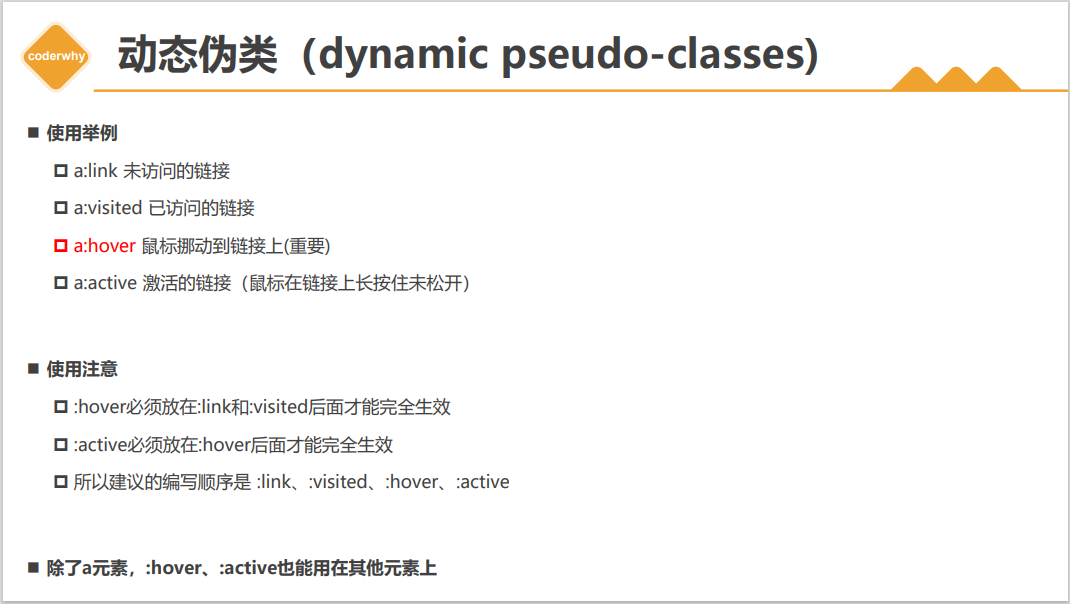 coderwhy
动态伪类（dynamic pseudo-classes）
使用举例
a:link 未访问的链接
a:visited 已访问的链接
a:hover 鼠标挪动到链接上(重要)
a:active 激活的链接（鼠标在链接上长按住未松开）
使用注意
:hover必须放在:link和:visited后面才能完全生效
:active必须放在:hover后面才能完全生效
所以建议的编写顺序是 :link、:visited、:hover、:active
除了a元素，:hover、:active也能用在其他元素上